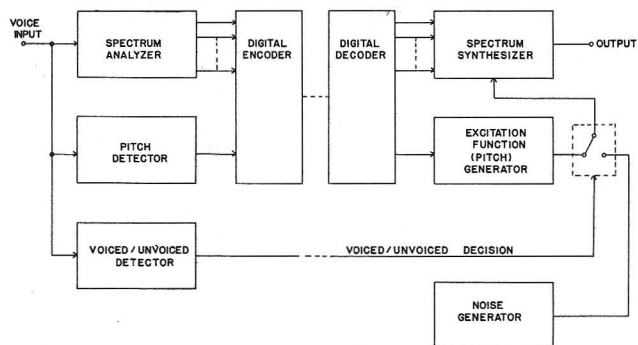 VOICE
INPUT
SPECTRUM
ANALYZER
DIGITAL
ENCODER
DIGITAL
DECODER
SPECTRUM
SYNTHESIZER
OUTPUT
PITCH
DETECTOR
EXCITATION
FUNCTION
(PITCH)
GENERATOR
VOICED/UNVOICED
DETECTOR
VOICED/UNVOICED DECISION
NOISE
GENERATOR